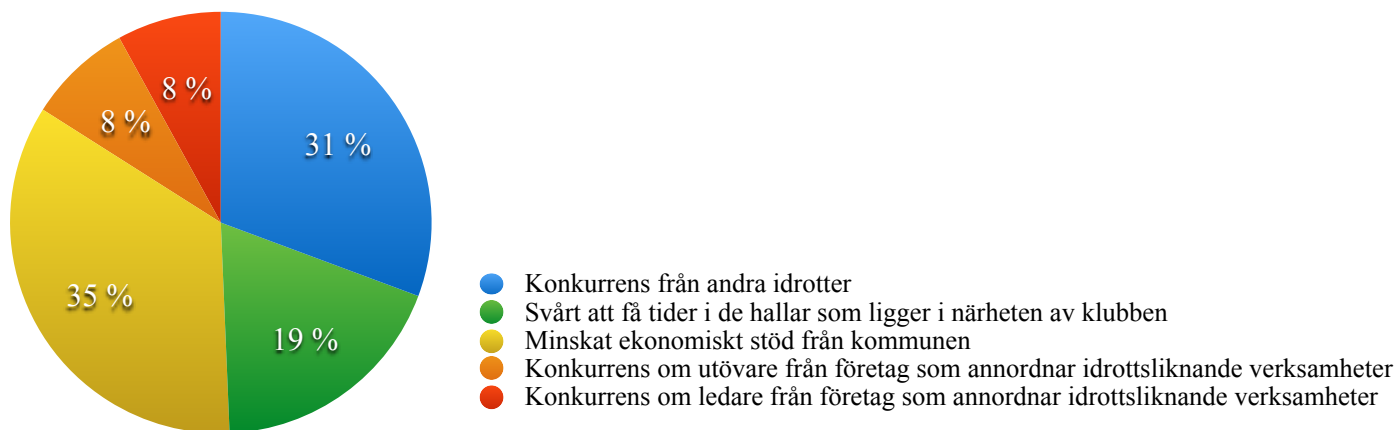 8 %
8 %
31 %
35 %
19 %
Konkurrens från andra idrotter
Svårt att få tider i de hallar som ligger i närheten av klubben
Minskat ekonomiskt stöd från kommunen
Konkurrens om utövare från företag som annordnar idrottsliknande verksamheter
Konkurrens om ledare från företag som annordnar idrottsliknande verksamheter